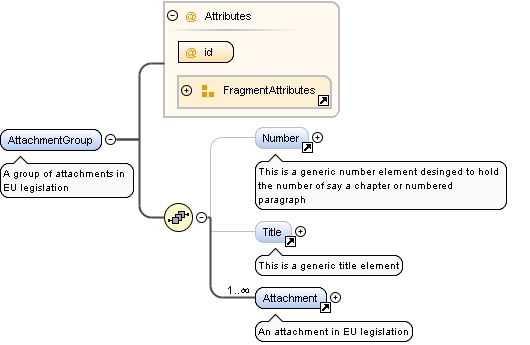 Attributes
@ id
FragmentAttributes
AttachmentGroup
A group of attachments in
EU legislation
Number
This is a generic number element desinged to hold
the number of say a chapter or numbered
paragraph
Title
This is a generic title element
1..∞
Attachment
An attachment in EU legislation